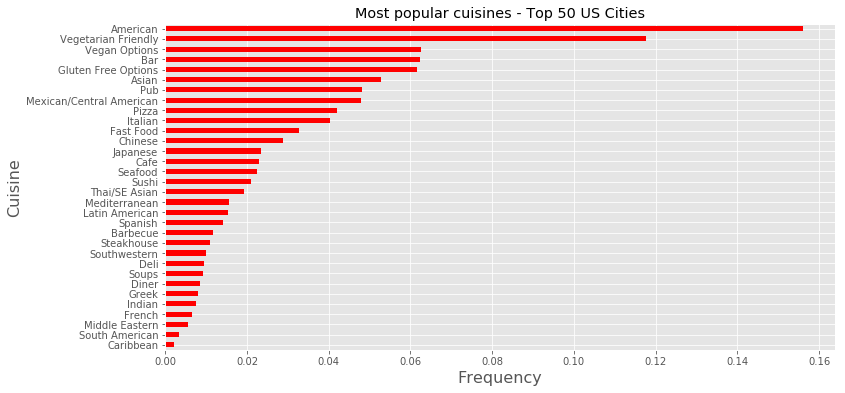 Most popular cuisines - Top 50 US Cities
American
Vegetarian Friendly
Vegan Options
Bar
Gluten Free Options
Asian
Pub
Mexican/Central American
Pizza
Italian
Fast Food
Chinese
Japanese
Cafe
Seafood
Sushi
Thai/SE Asian
Mediterranean
Latin American
Spanish
Barbecue
Steakhouse
Southwestern
Deli
Soups
Diner
Greek
Indian
French
Middle Eastern
South American
Caribbean
Cuisine
0.00 0.02 0.04 0.06 0.08 0.10 0.12 0.14 0.16
Frequency